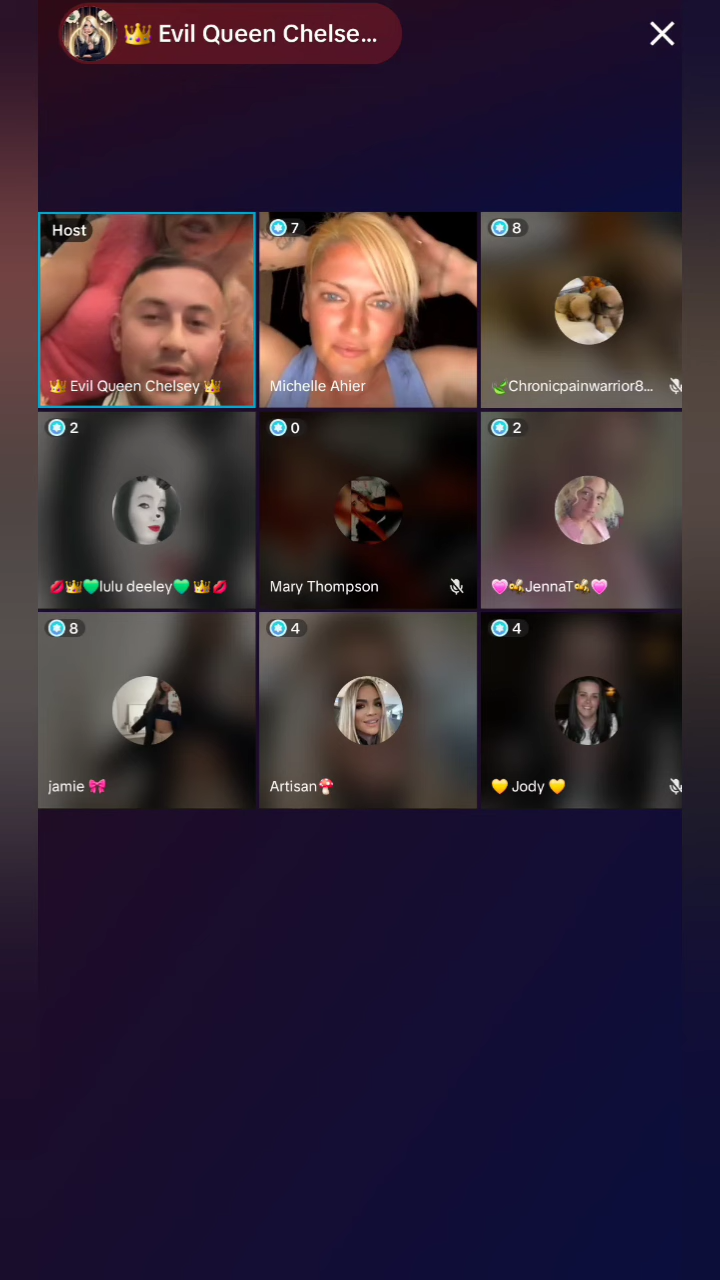 👑 Evil Queen Chelse...
Host
👑 Evil Queen Chelsey 👑
7
Michelle Ahier
8
🌿Chronicpainwarrior8...
2
💋👑💚lulu deeley💚 👑💋
0
Mary Thompson
2
💗🐝JennaT🐝💗
8
jamie 🎀
4
Artisan🍄
4
💛 Jody 💛